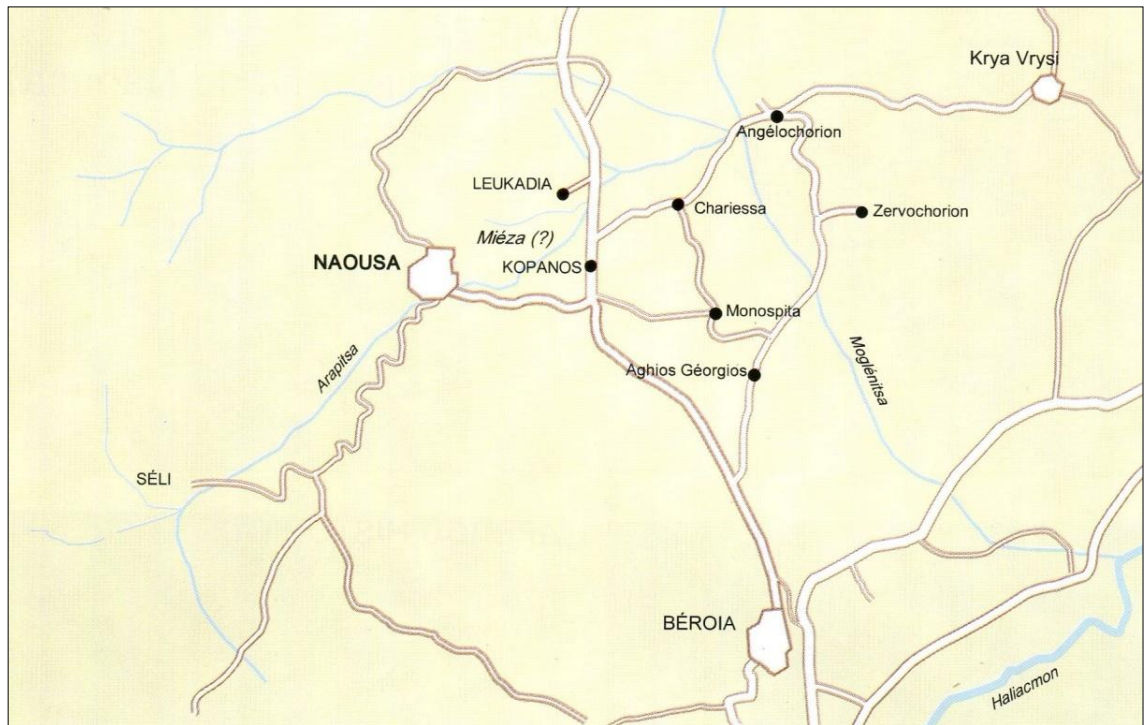 Krya Vrysi
Angélochorion
LEUKADIA
Chariessa
Zervochorion
Miéza (?)
NAOUSA
KOPANOS
Monospita
Arapitsa
Aghios Géorgios
Moglénitsa
SÉLI
BÉROIA
Haliacmon